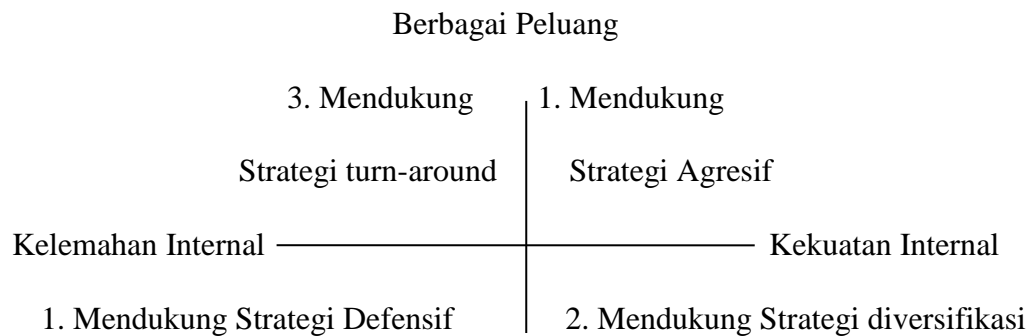 Berbagai Peluang
3. Mendukung 1. Mendukung
Strategi turn-around Strategi Agresif
Kelemahan Internal Kekuatan Internal
1. Mendukung Strategi Defensif 2. Mendukung Strategi diversifikasi